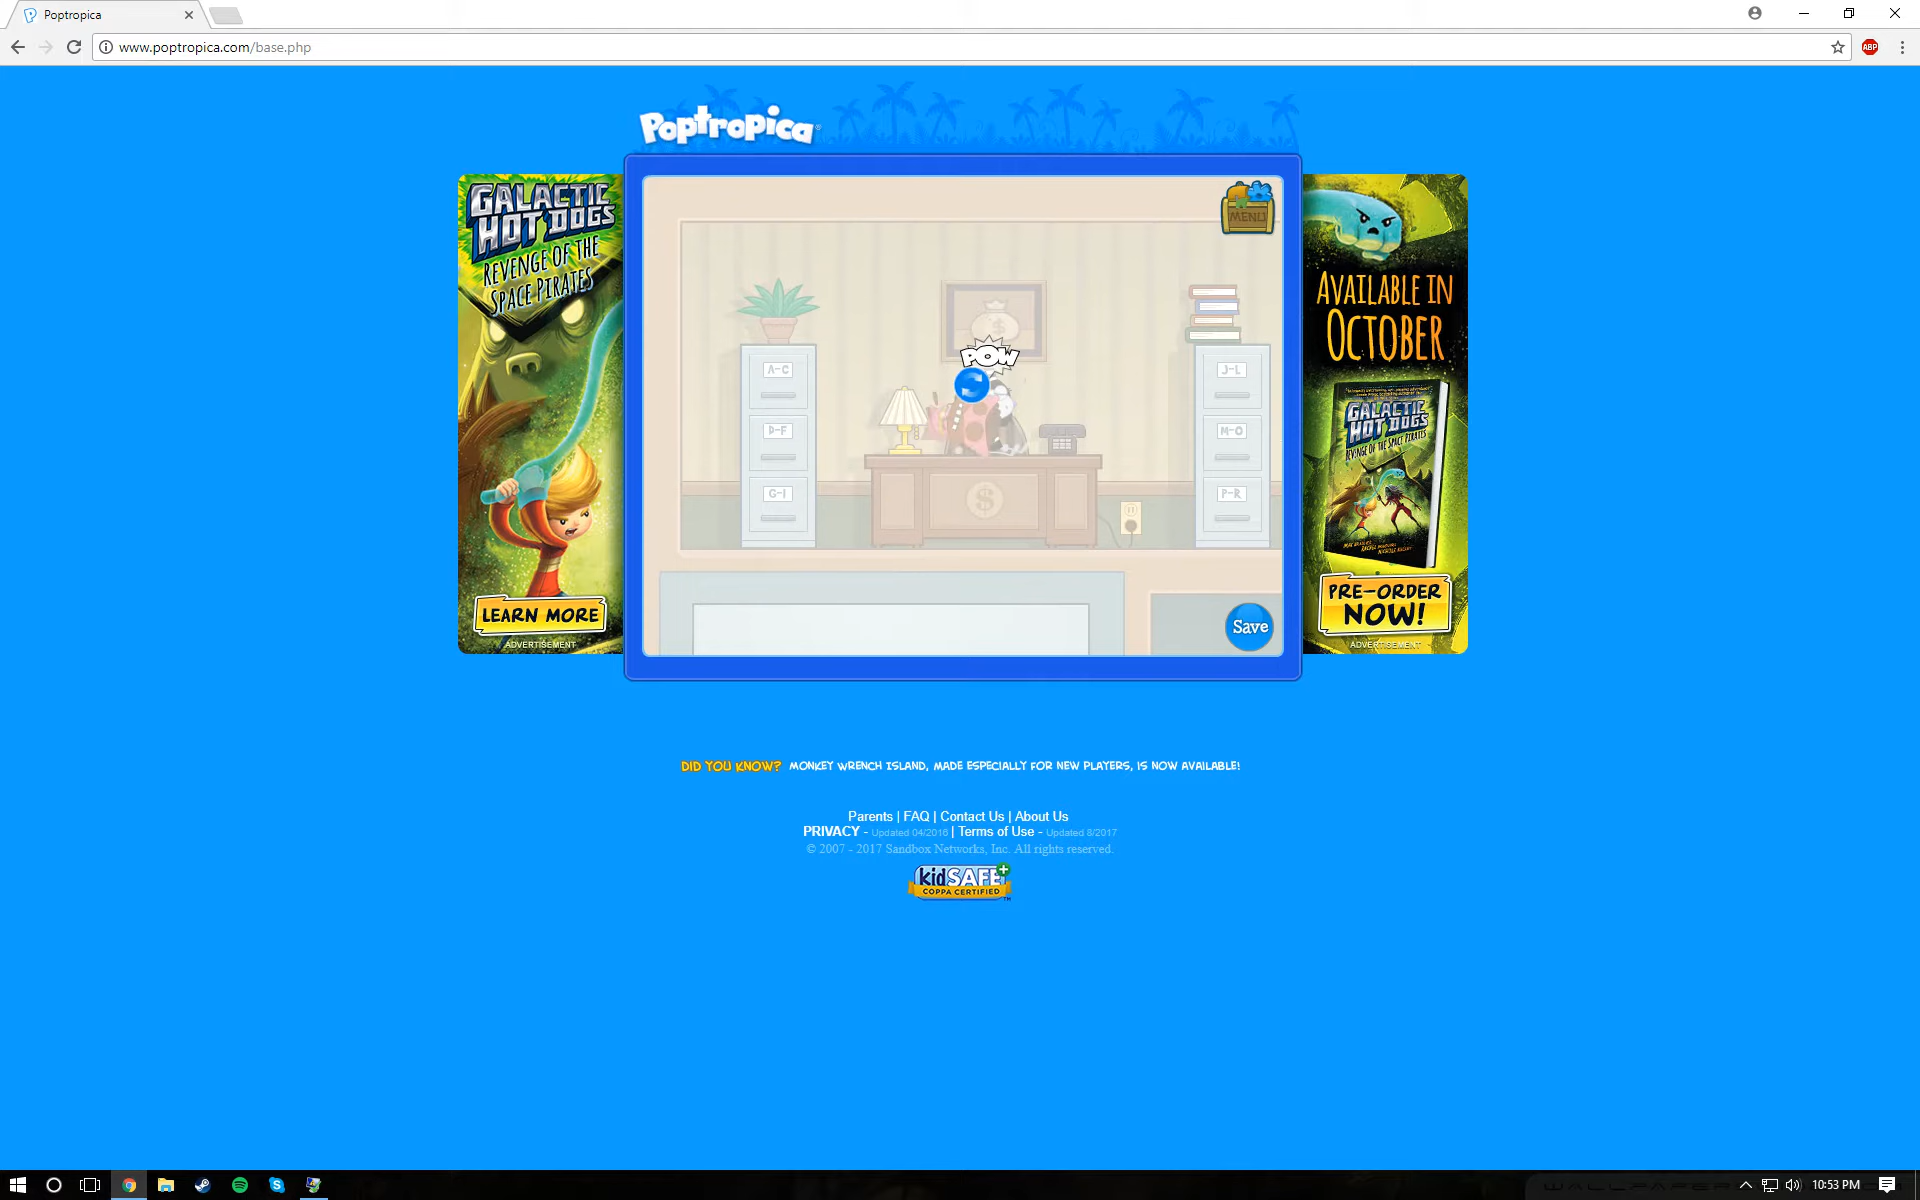 Poptropica
www.poptropica.com/base.php
Poptropica
GALACTIC
HOT DOGS
REVENGE OF THE
SPACE PIRATES
LEARN MORE
ADVERTISEMENT
MENU
$
POW
A-C
D-F
G-I
$
J-L
M-O
P-R
Save
AVAILABLE IN
OCTOBER
GALACTIC
HOT DOGS
REVENGE OF THE SPACE PIRATES
PRE-ORDER
NOW!
ADVERTISEMENT
DID YOU KNOW? MONKEY WRENCH ISLAND, MADE ESPECIALLY FOR NEW PLAYERS, IS NOW AVAILABLE!
Parents | FAQ | Contact Us | About Us
PRIVACY - Updated 04/2016 | Terms of Use - Updated 8/2017
© 2007 - 2017 Sandbox Networks, Inc. All rights reserved.
kidSAFE+
COPPA CERTIFIED
TM
ABP
10:53 PM